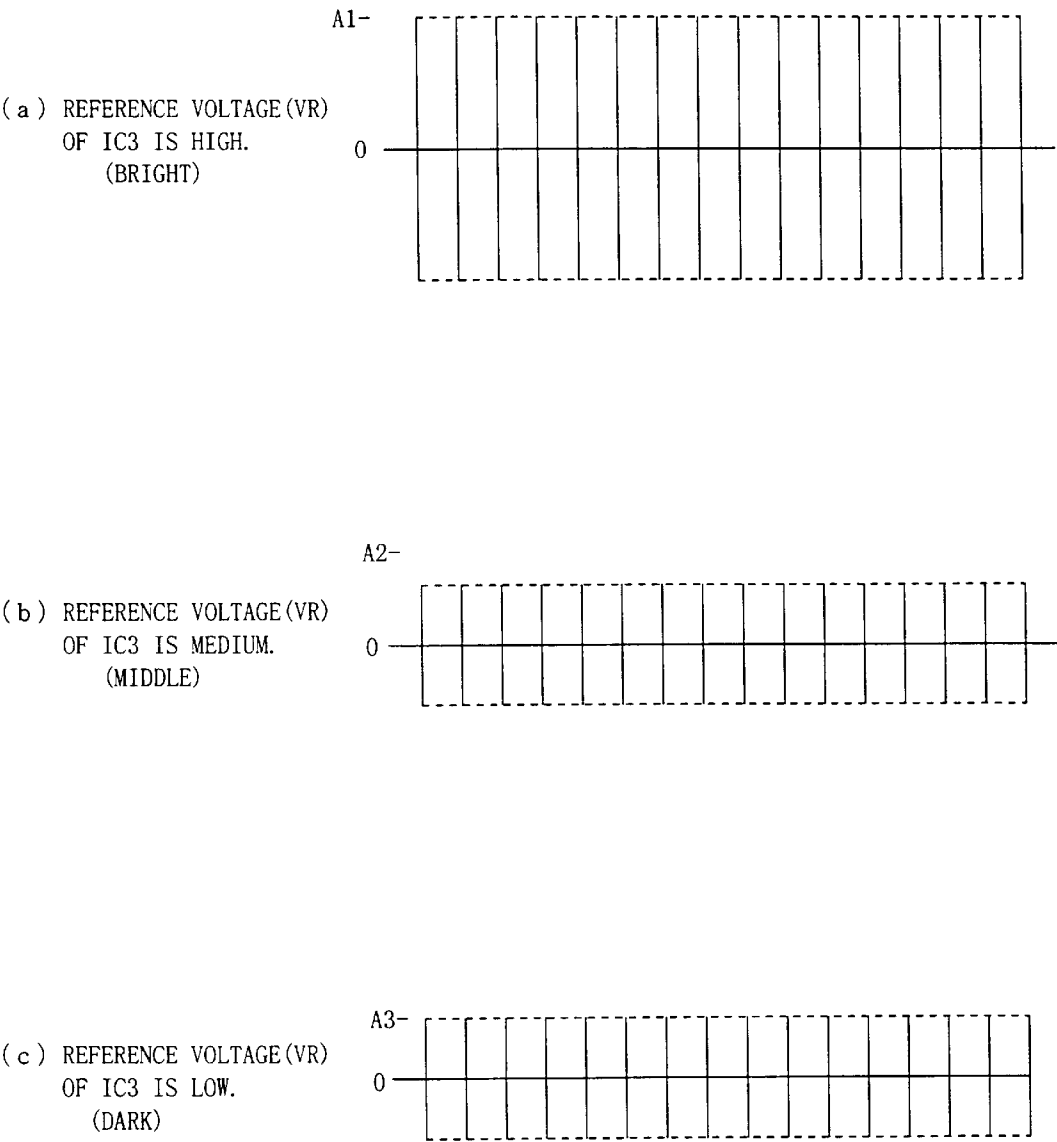 A1-
(a) REFERENCE VOLTAGE(VR)
OF IC3 IS HIGH.
(BRIGHT)
0
A2-
(b) REFERENCE VOLTAGE(VR)
OF IC3 IS MEDIUM.
(MIDDLE)
0
A3-
(c) REFERENCE VOLTAGE(VR)
OF IC3 IS LOW.
(DARK)
0